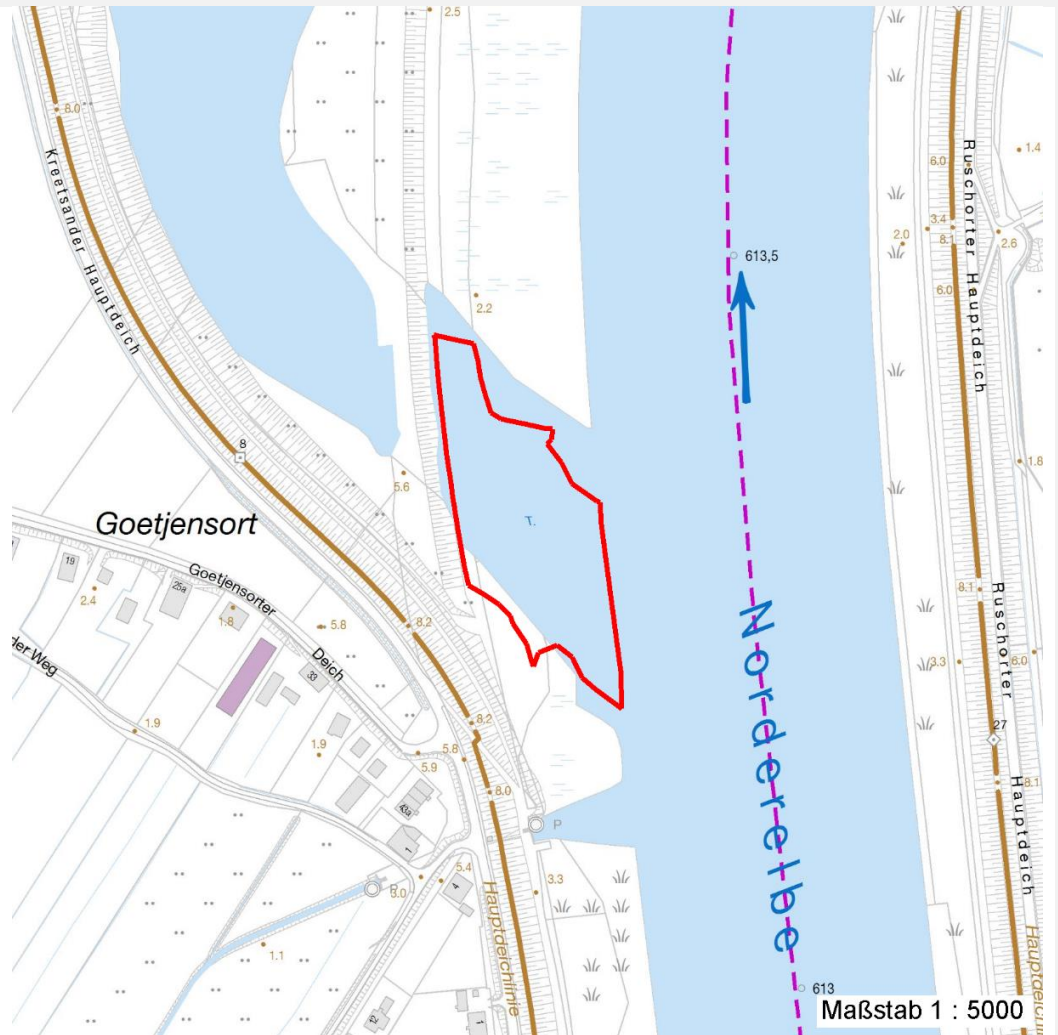 2.5
8.0
Kreetsander Hauptdeich
6.0
1.4
Ruschorter Hauptdeich
3.4
8.1
2.0
2.6
613,5
6.0
2.2
8
5.6
1.8
Goetjensort
T.
19
25a
Goetjensorter
2.4
1.8
5.8
8.2
8.1
Deich
Ruschorter
der Weg
33
Norderelbe
3.3
6.0
1.9
8.2
27
1.9
5.8
5.9
8.0
8.1
Hauptdeich
43a
P
1
5.4
3.0
4
3.3
Hauptdeichlinie
1.1
Hauptdeich
613
12
1
Maßstab 1 : 5000